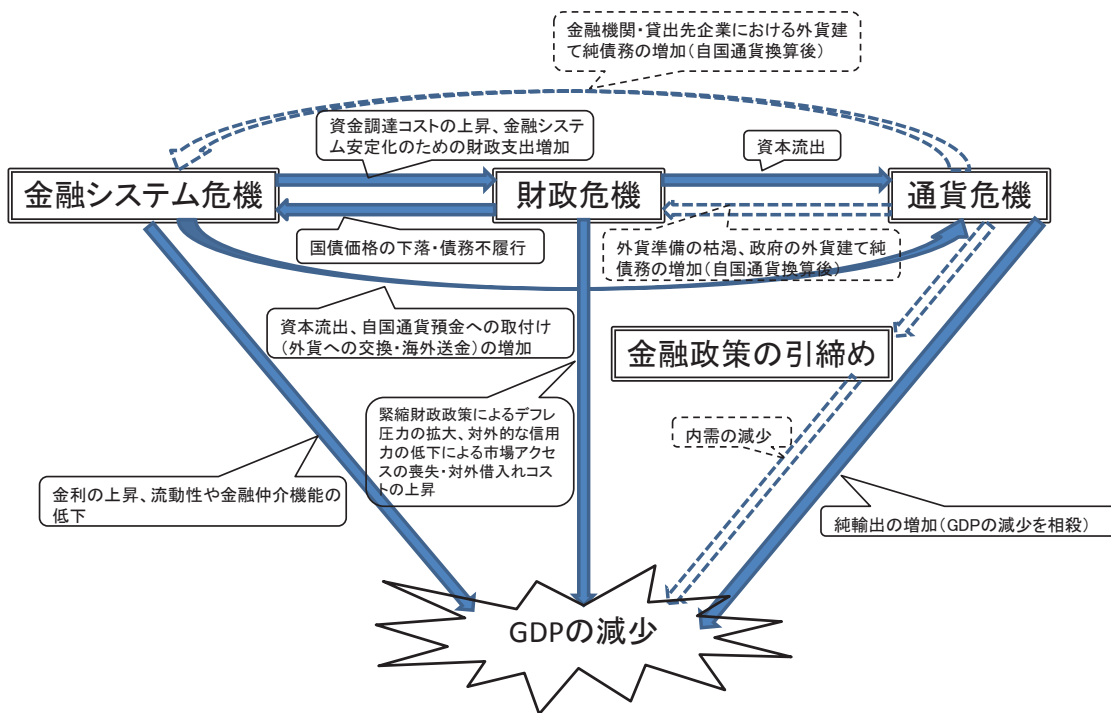 金融機関・貸出先企業における外貨建
て純債務の増加(自国通貨換算後)
資金調達コストの上昇、金融システ
ム安定化のための財政支出増加
資本流出
金融システム危機
財政危機
通貨危機
国債価格の下落・債務不履行
外貨準備の枯渇、政府の外貨建て純
債務の増加(自国通貨換算後)
資本流出、自国通貨預金への取付け
(外貨への交換・海外送金)の増加
金融政策の引締め
緊縮財政政策によるデフレ
圧力の拡大、対外的な信用
力の低下による市場アクセ
スの喪失・対外借入れコス
トの上昇
内需の減少
金利の上昇、流動性や金融仲介機能の
低下
純輸出の増加(GDPの減少を相殺)
GDPの減少